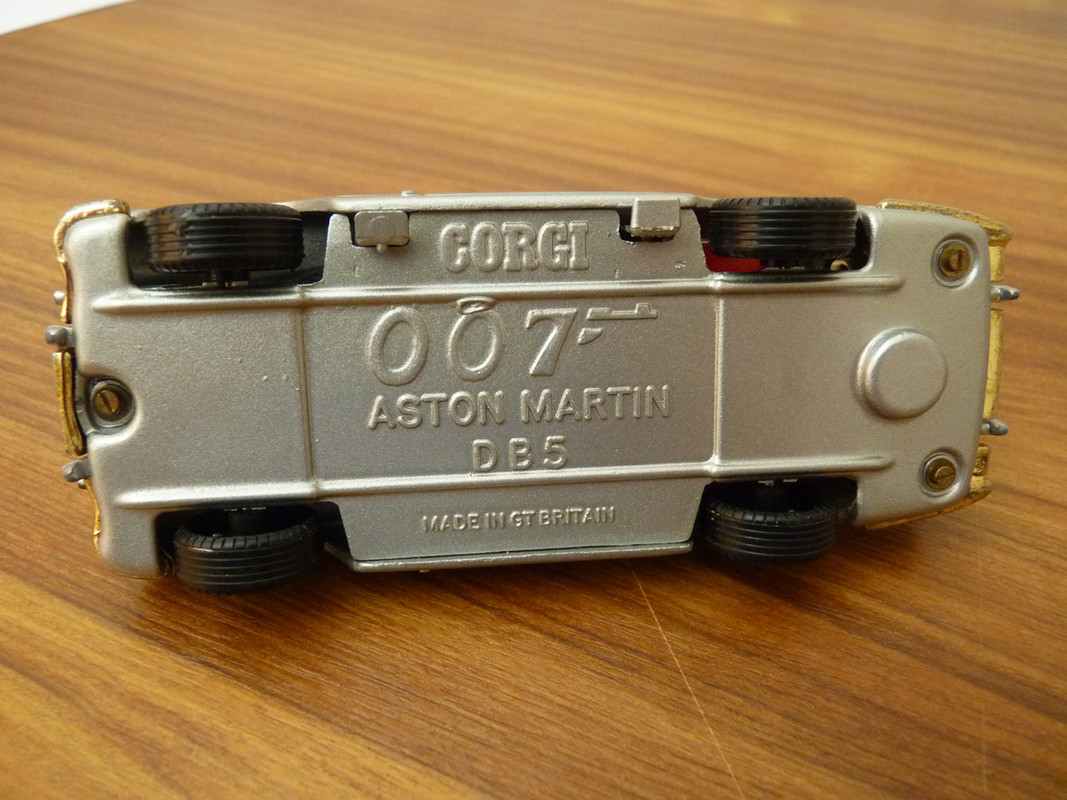 CORGI
007
ASTON MARTIN
DB5
MADE IN GT BRITAIN